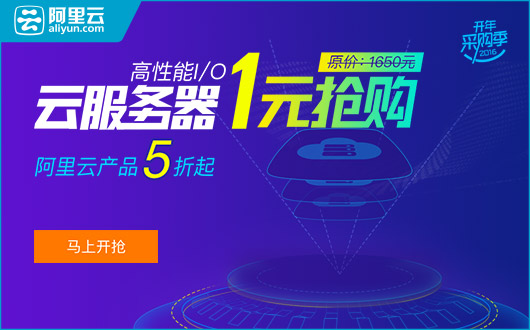 阿里云
aliyun.com
开年
采购季
2016
原价:1650元
高性能I/O
云服务器1元抢购
阿里云产品5折起
马上开抢